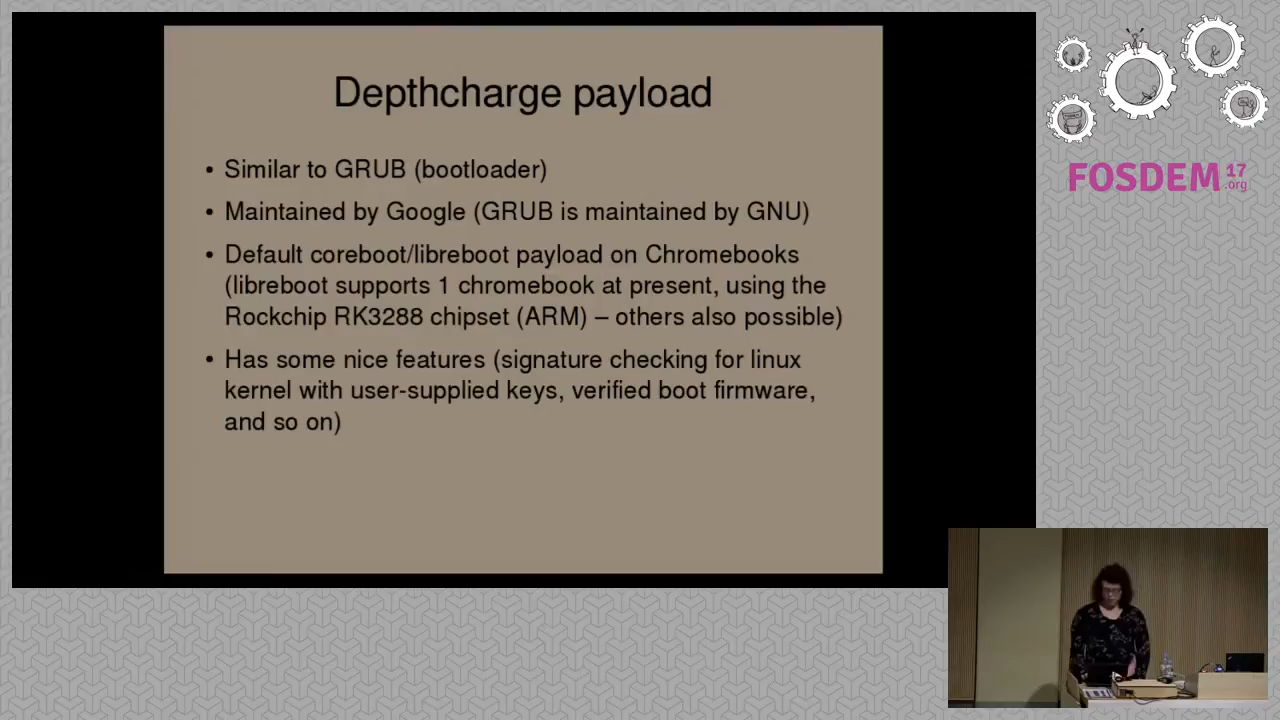 Depthcharge payload
• Similar to GRUB (bootloader)
• Maintained by Google (GRUB is maintained by GNU)
• Default coreboot/libreboot payload on Chromebooks
(libreboot supports 1 chromebook at present, using the
Rockchip RK3288 chipset (ARM) – others also possible)
• Has some nice features (signature checking for linux
kernel with user-supplied keys, verified boot firmware,
and so on)
FOSDEM 17
.org